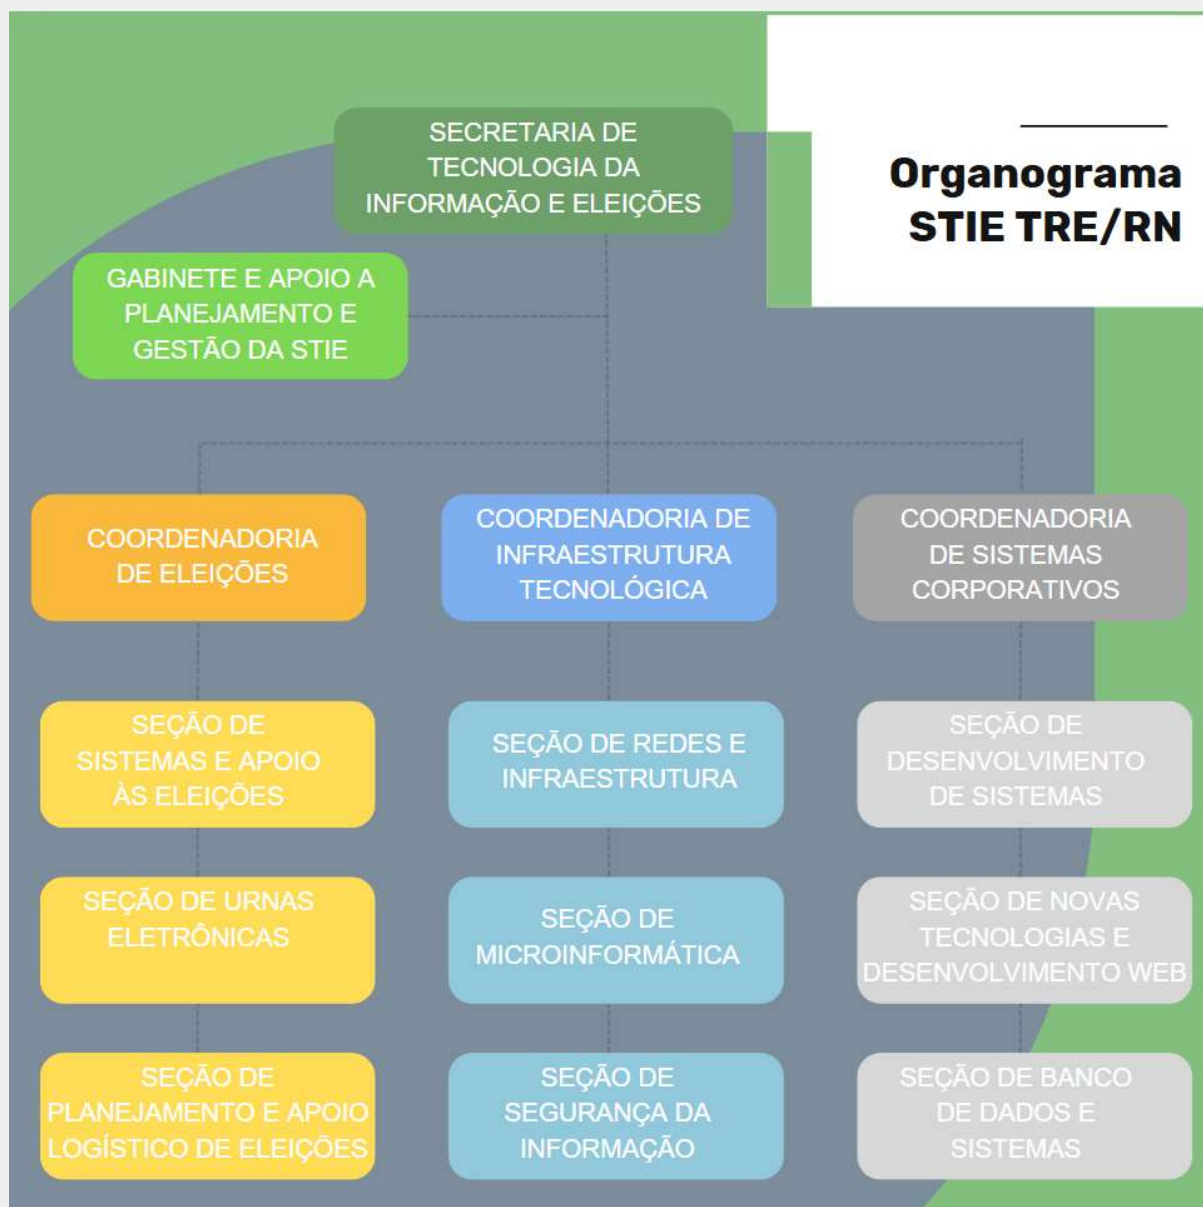 SECRETARIA DE
TECNOLOGIA DA
INFORMAÇÃO E ELEIÇÕES
Organograma
STIE TRE/RN
GABINETE E APOIO A
PLANEJAMENTO E
GESTÃO DA STIE
COORDENADORIA
DE ELEIÇÕES
COORDENADORIA DE
INFRAESTRUTURA
TECNOLÓGICA
COORDENADORIA
DE SISTEMAS
CORPORATIVOS
SEÇÃO DE
SISTEMAS E APOIO
ÀS ELEIÇÕES
SEÇÃO DE REDES E
INFRAESTRUTURA
SEÇÃO DE
DESENVOLVIMENTO
DE SISTEMAS
SEÇÃO DE URNAS
ELETRÔNICAS
SEÇÃO DE
MICROINFORMÁTICA
SEÇÃO DE NOVAS
TECNOLOGIAS E
DESENVOLVIMENTO WEB
SEÇÃO DE
PLANEJAMENTO E APOIO
LOGÍSTICO DE ELEIÇÕES
SEÇÃO DE
SEGURANÇA DA
INFORMAÇÃO
SEÇÃO DE BANCO
DE DADOS E
SISTEMAS